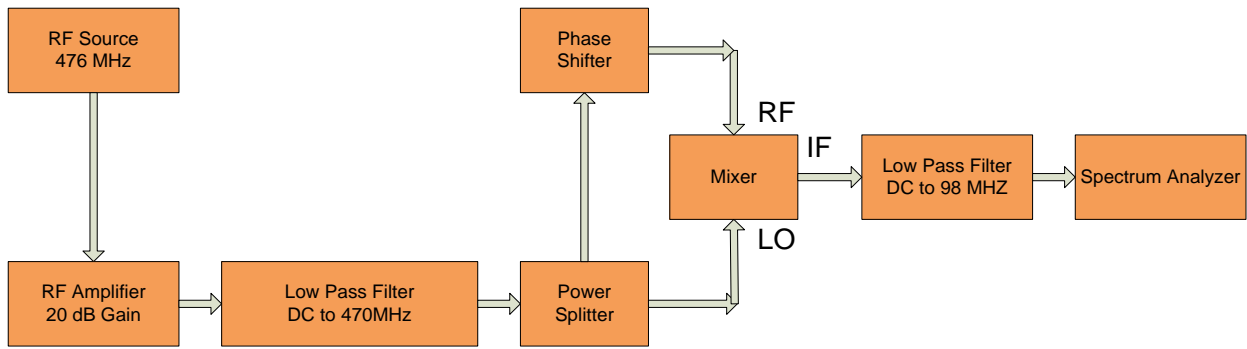 RF Source
476 MHz
Phase
Shifter
RF
IF
Mixer
Low Pass Filter
DC to 98 MHZ
Spectrum Analyzer
LO
RF Amplifier
20 dB Gain
Low Pass Filter
DC to 470MHz
Power
Splitter